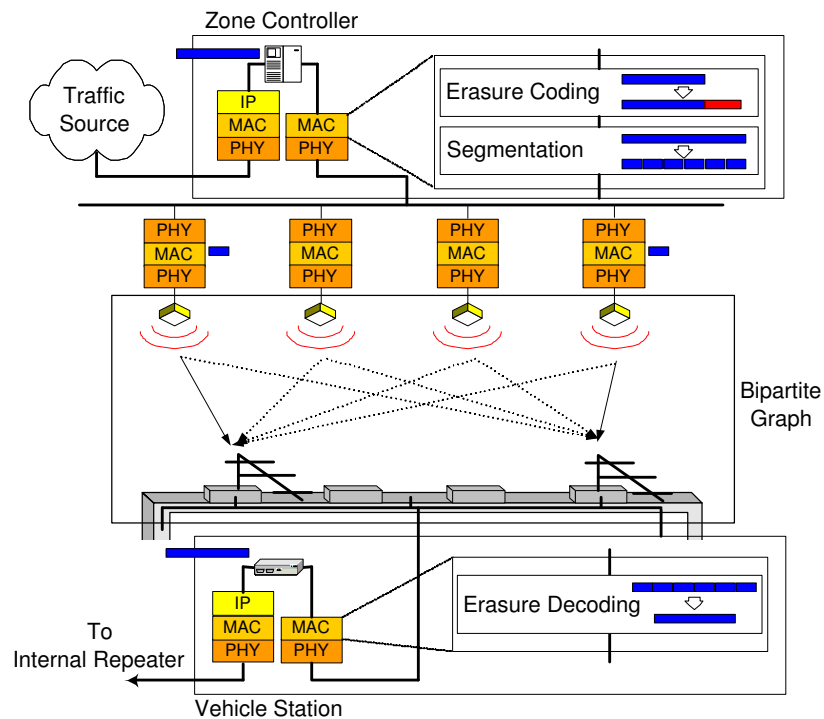 Zone Controller
Traffic
Source
IP
MAC
PHY
MAC
PHY
Erasure Coding
Segmentation
PHY
MAC
PHY
PHY
MAC
PHY
PHY
MAC
PHY
PHY
MAC
PHY
Bipartite
Graph
IP
MAC
PHY
MAC
PHY
Erasure Decoding
To
Internal Repeater
Vehicle Station